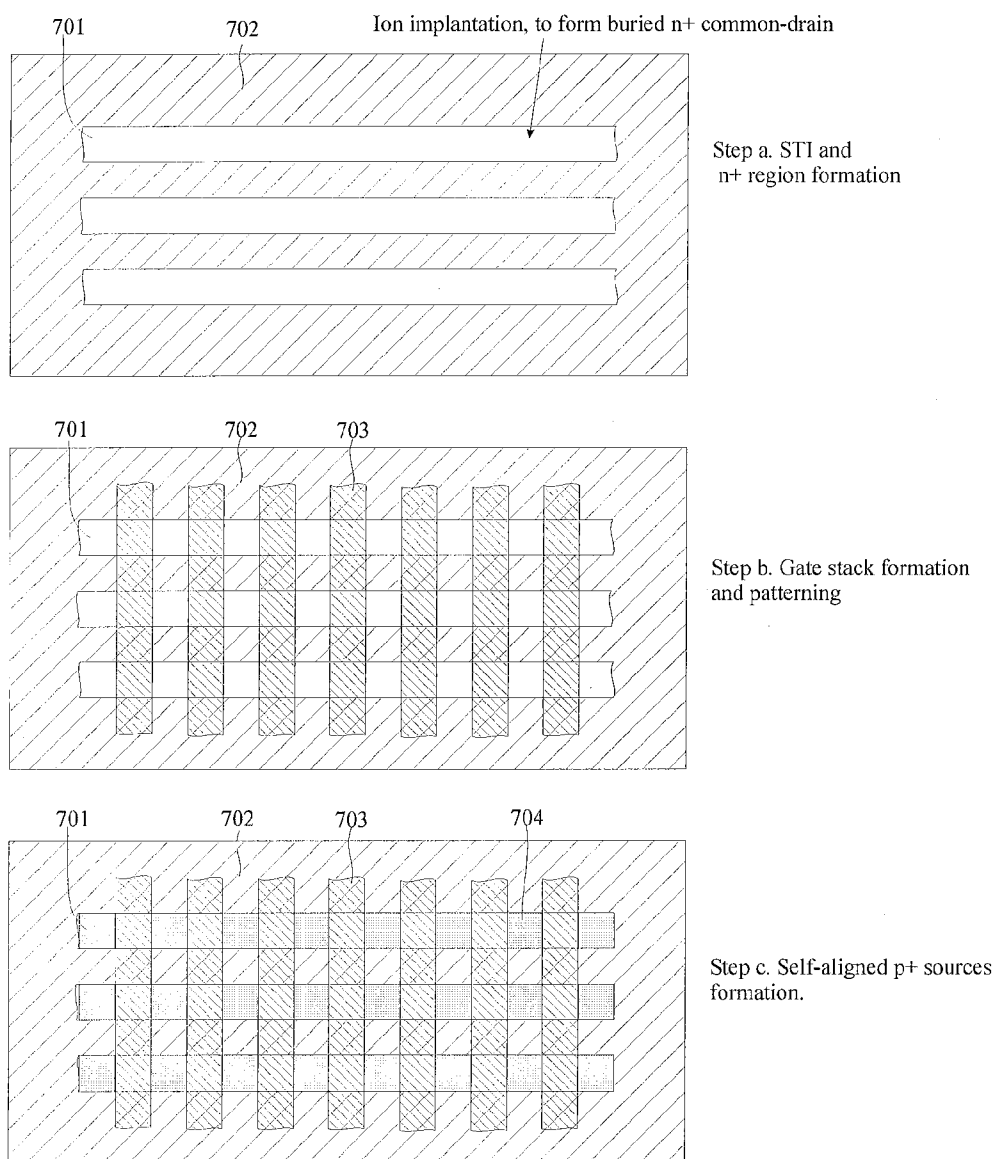 701
702
Ion implantation, to form buried n+ common-drain
Step a. STI and
n+ region formation
701
702
703
Step b. Gate stack formation
and patterning
701
702
703
704
Step c. Self-aligned p+ sources
formation.